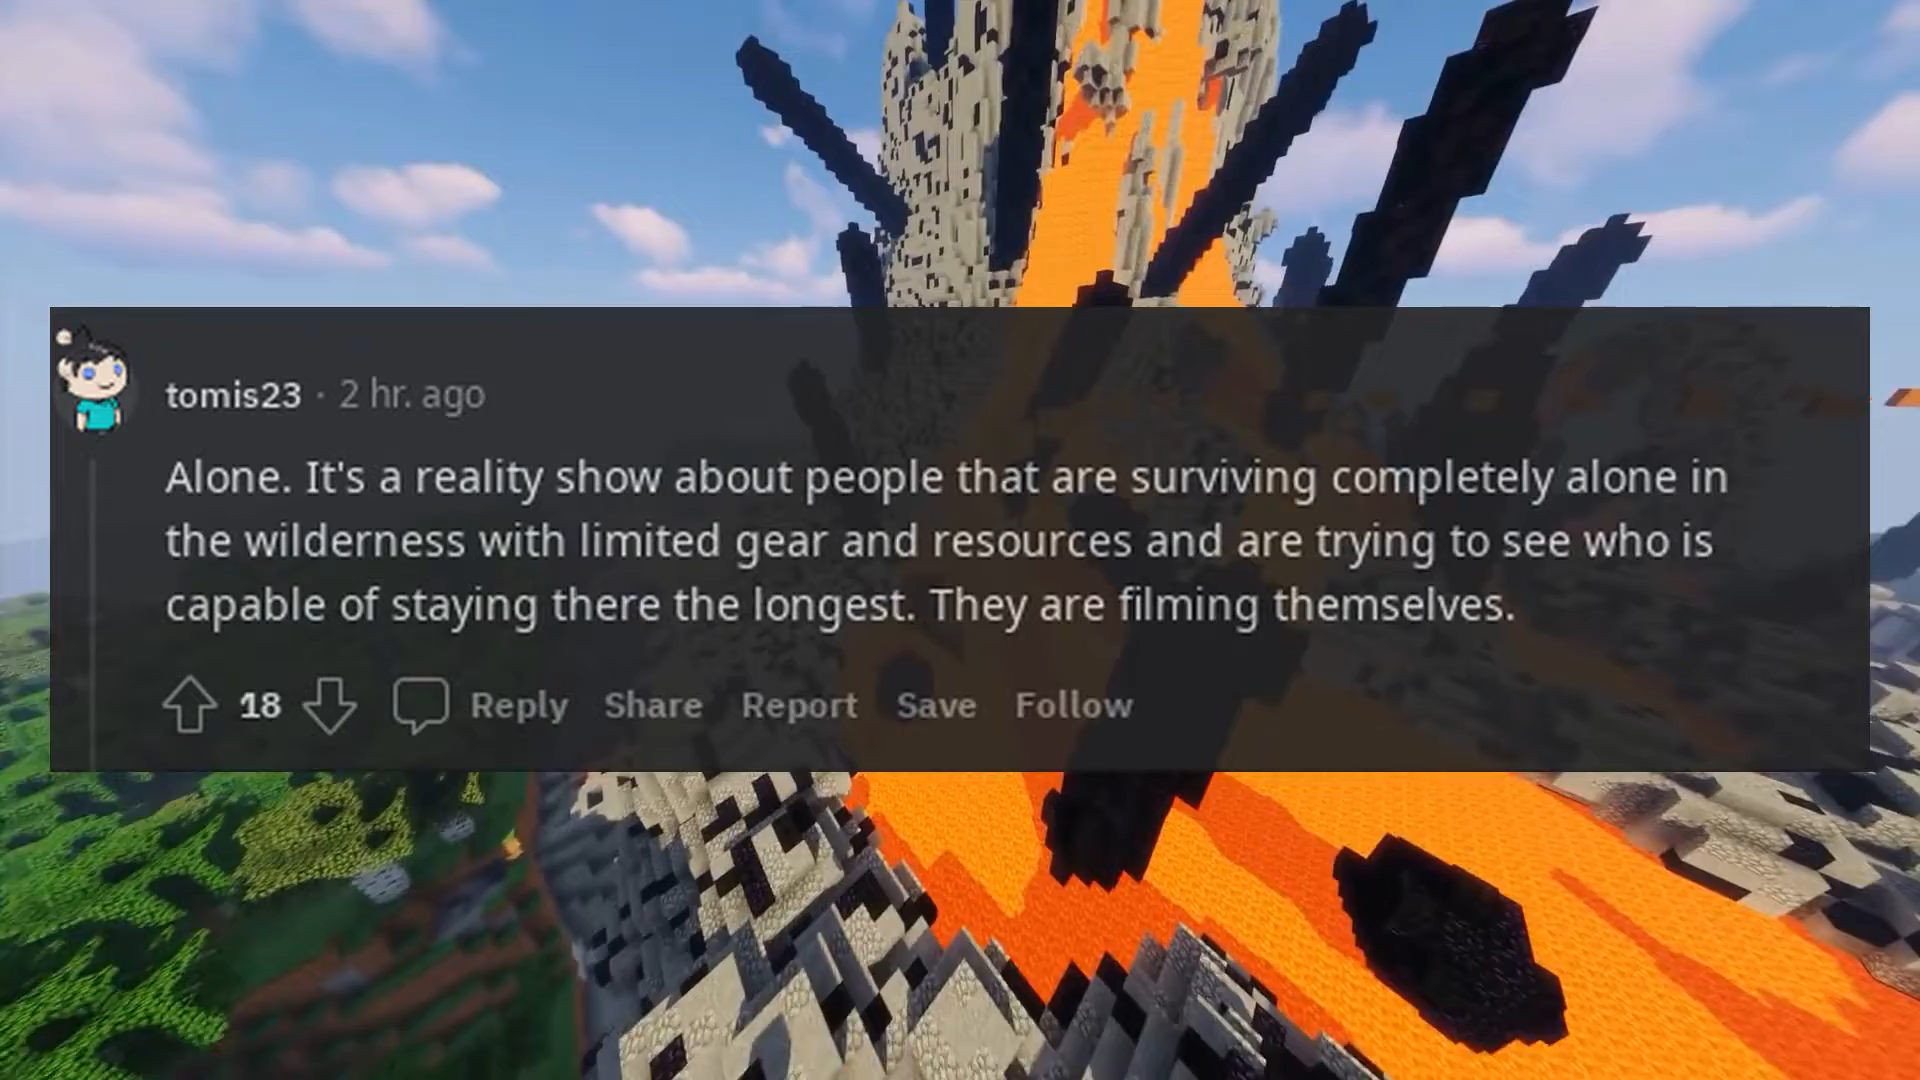 tomis23 · 2 hr. ago
Alone. It's a reality show about people that are surviving completely alone in
the wilderness with limited gear and resources and are trying to see who is
capable of staying there the longest. They are filming themselves.
18 Reply Share Report Save Follow